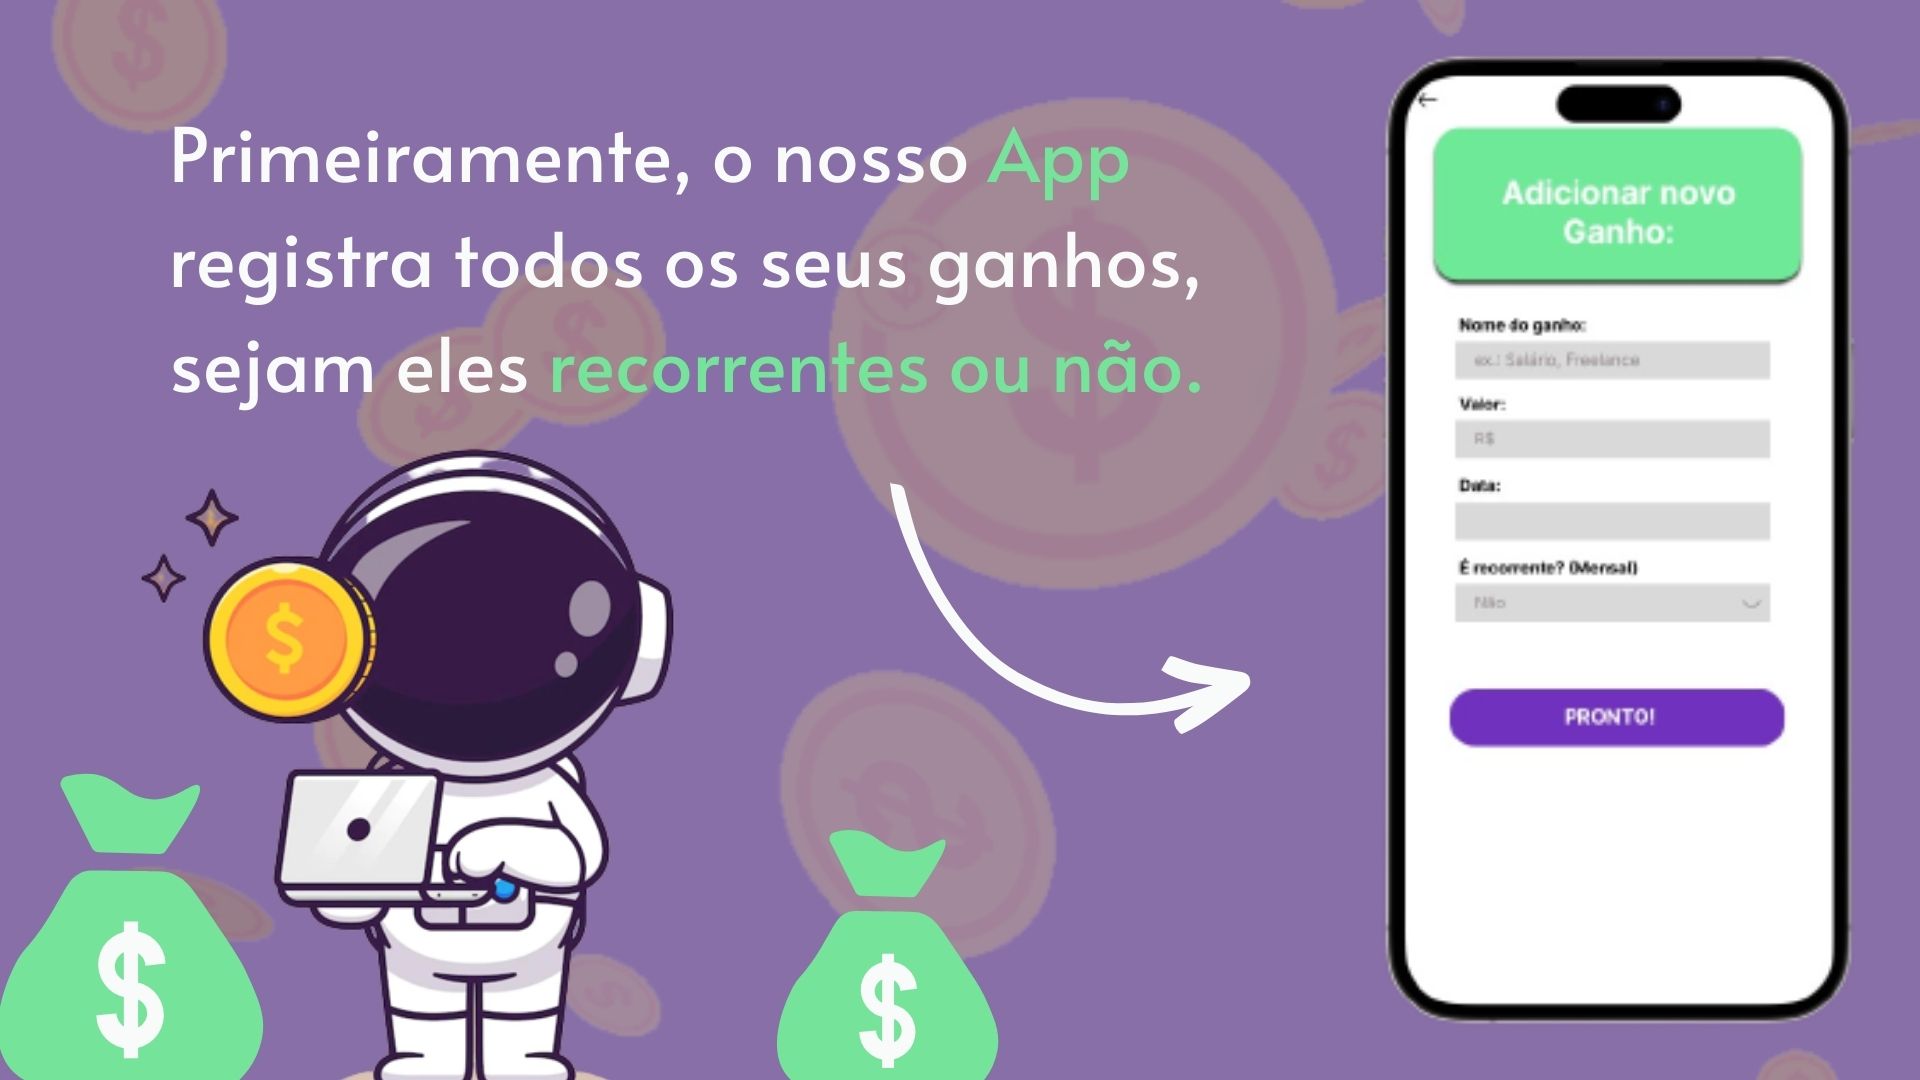 Primeiramente, o nosso App
registra todos os seus ganhos,
sejam eles recorrentes ou não.
Adicionar novo
Ganho:
Nome do ganho:
ex.: Salário, Freelance
Valor:
R$
Data:
É recorrente? (Mensal)
Não
PRONTO!
$
$
$